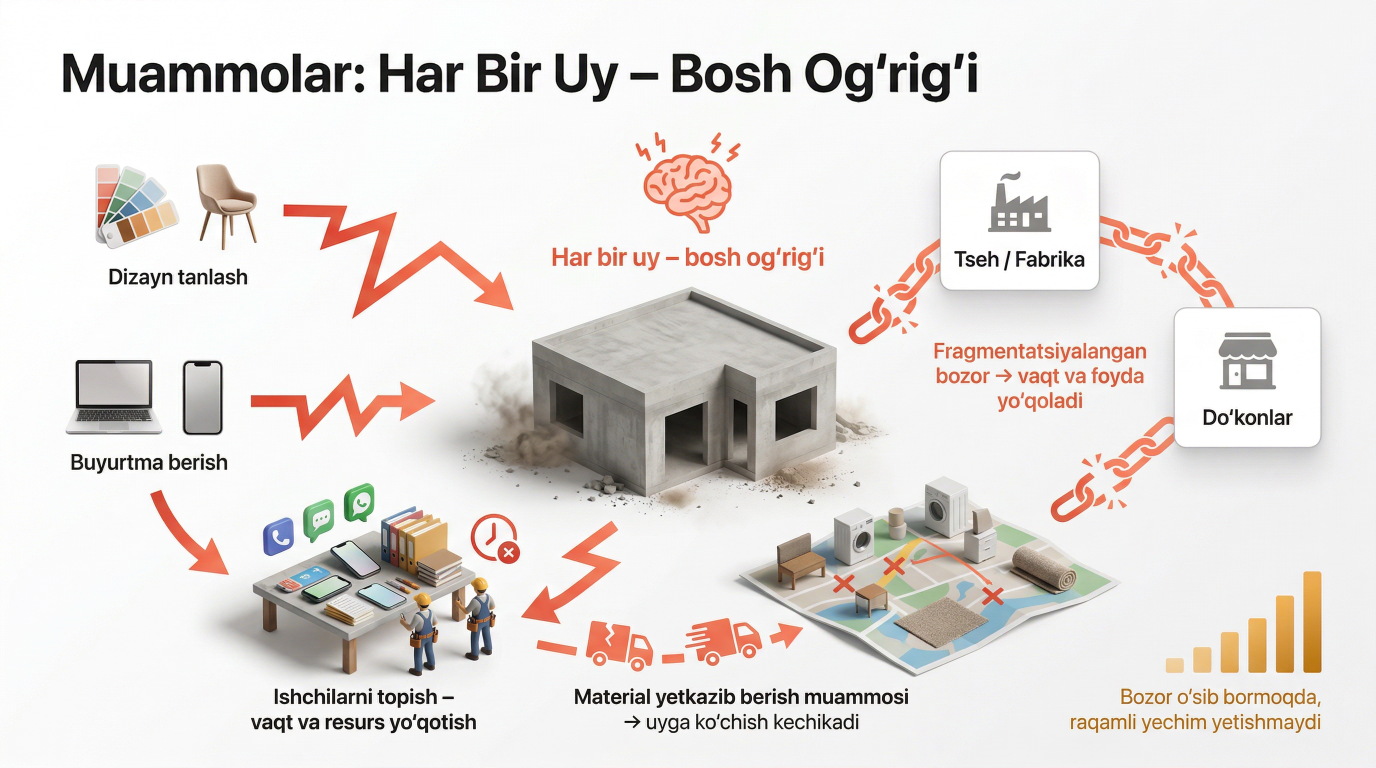 Muammolar: Har Bir Uy – Bosh Og‘rig‘i
Dizayn tanlash
Har bir uy – bosh og‘rig‘i
Tseh / Fabrika
Fragmentatsiyalangan
bozor → vaqt va foyda
yo‘qoladi
Do‘konlar
Buyurtma berish
Ishchilarni topish –
vaqt va resurs yo‘qotish
Material yetkazib berish muammosi
→ uyga ko‘chish kechikadi
Bozor o‘sib bormoqda,
raqamli yechim yetishmaydi